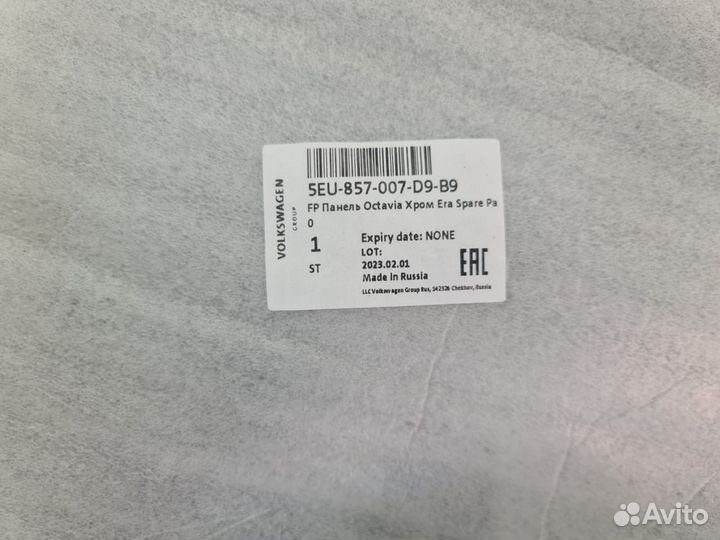 VOLKSWAGEN
GROUP
5EU-857-007-D9-B9
FP Панель Octavia Хром Era Spare Pa
0
1
ST
Expiry date: NONE
LOT:
2023.02.01
Made in Russia
LLC Volkswagen Group Rus, 142326 Chekhov, Russia
EAC
Avito